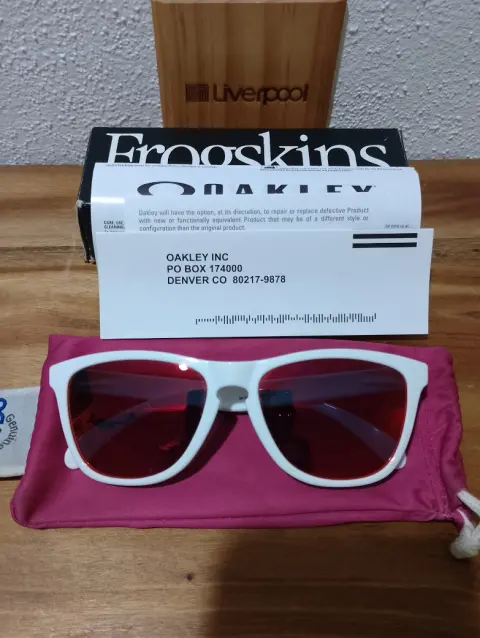 Liverpool
Frogskins
OAKLEY
Oakley will have the option, at its discretion, to repair or replace defective Product
with new or functionally equivalent Product that may be of a different style or
configuration than the original product.
OAKLEY INC
PO BOX 174000
DENVER CO 80217-9878
Genuine